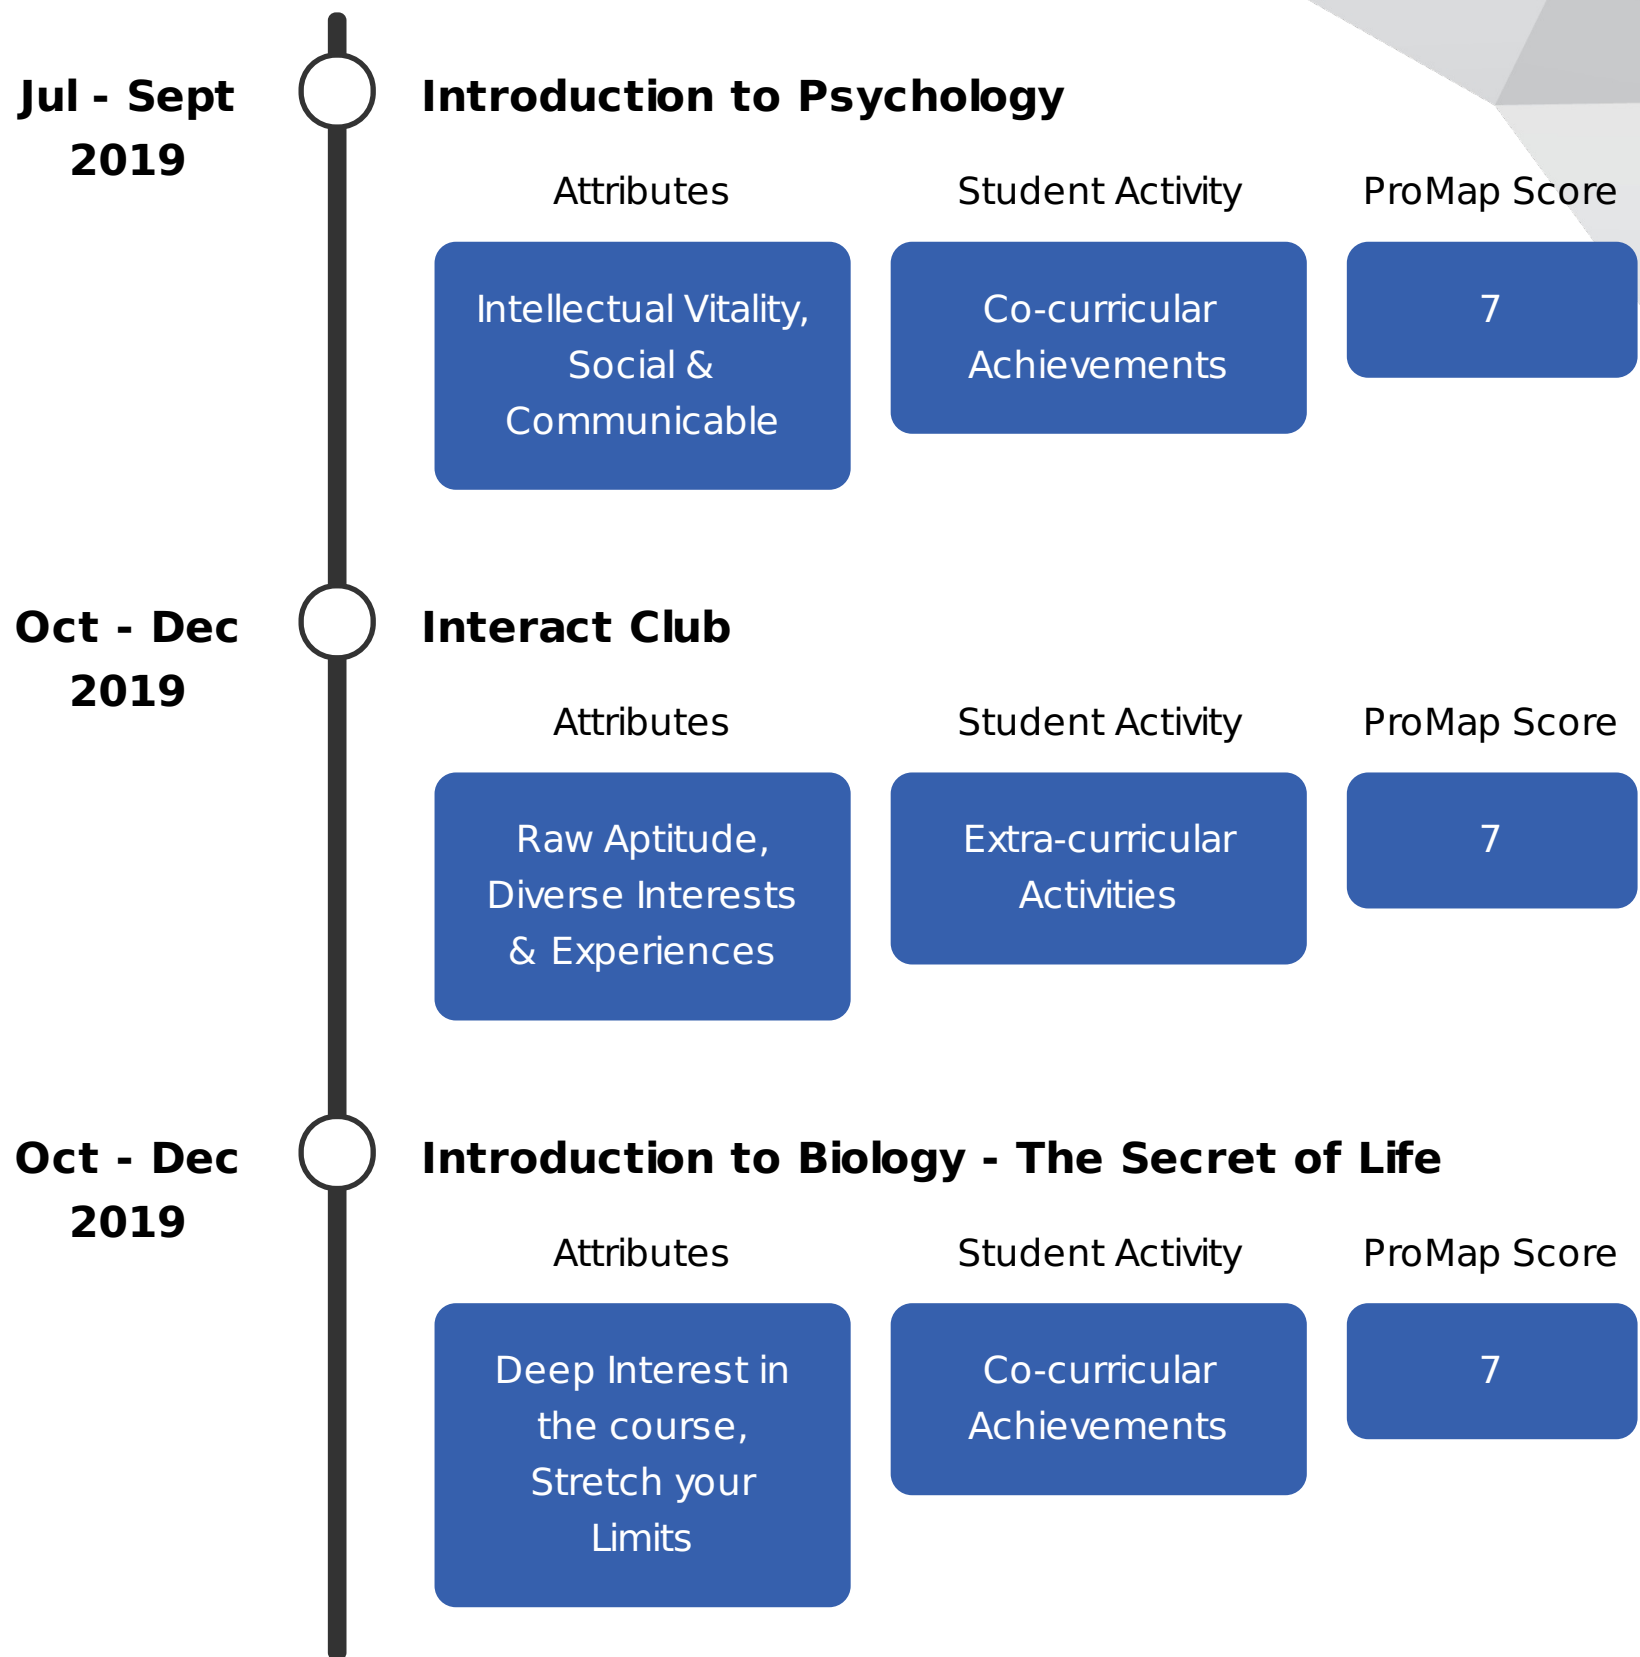 Jul - Sept
2019
Introduction to Psychology
Attributes
Student Activity
ProMap Score
Intellectual Vitality,
Social &
Communicable
Co-curricular
Achievements
7
Oct - Dec
2019
Interact Club
Attributes
Student Activity
ProMap Score
Raw Aptitude,
Diverse Interests
& Experiences
Extra-curricular
Activities
7
Oct - Dec
2019
Introduction to Biology - The Secret of Life
Attributes
Student Activity
ProMap Score
Deep Interest in
the course,
Stretch your
Limits
Co-curricular
Achievements
7